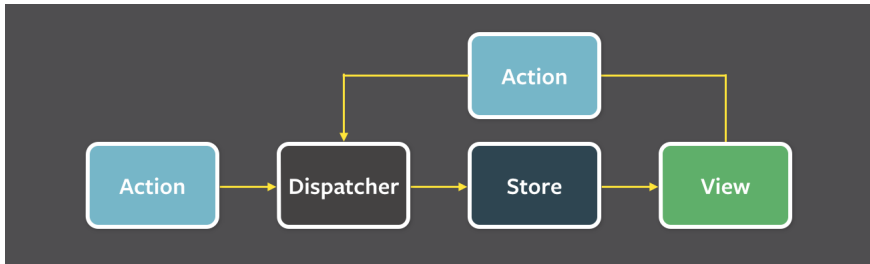 Action
Action
Dispatcher
Store
View